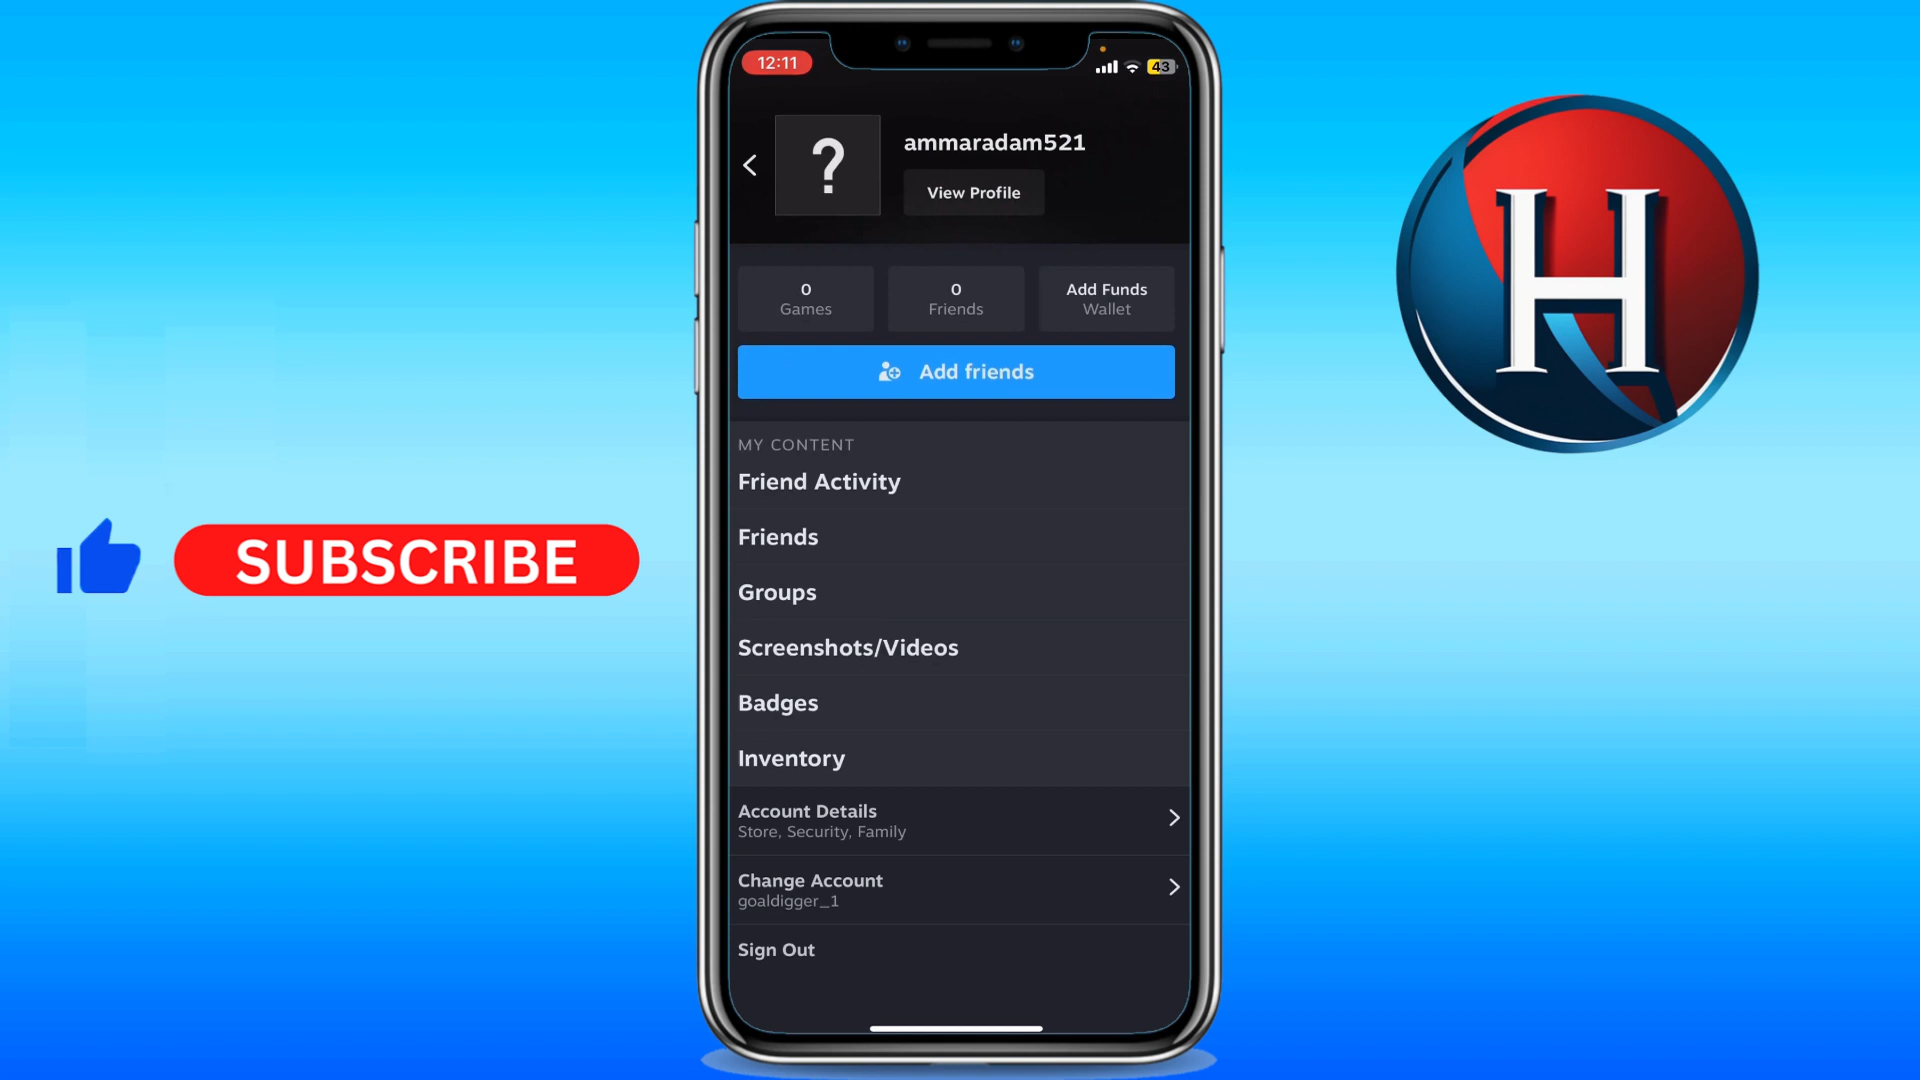 12:11
43
?
ammaradam521
View Profile
0
Games
0
Friends
Add Funds
Wallet
Add friends
MY CONTENT
Friend Activity
Friends
Groups
Screenshots/Videos
Badges
Inventory
Account Details
Store, Security, Family
Change Account
goaldigger_1
Sign Out
SUBSCRIBE
H